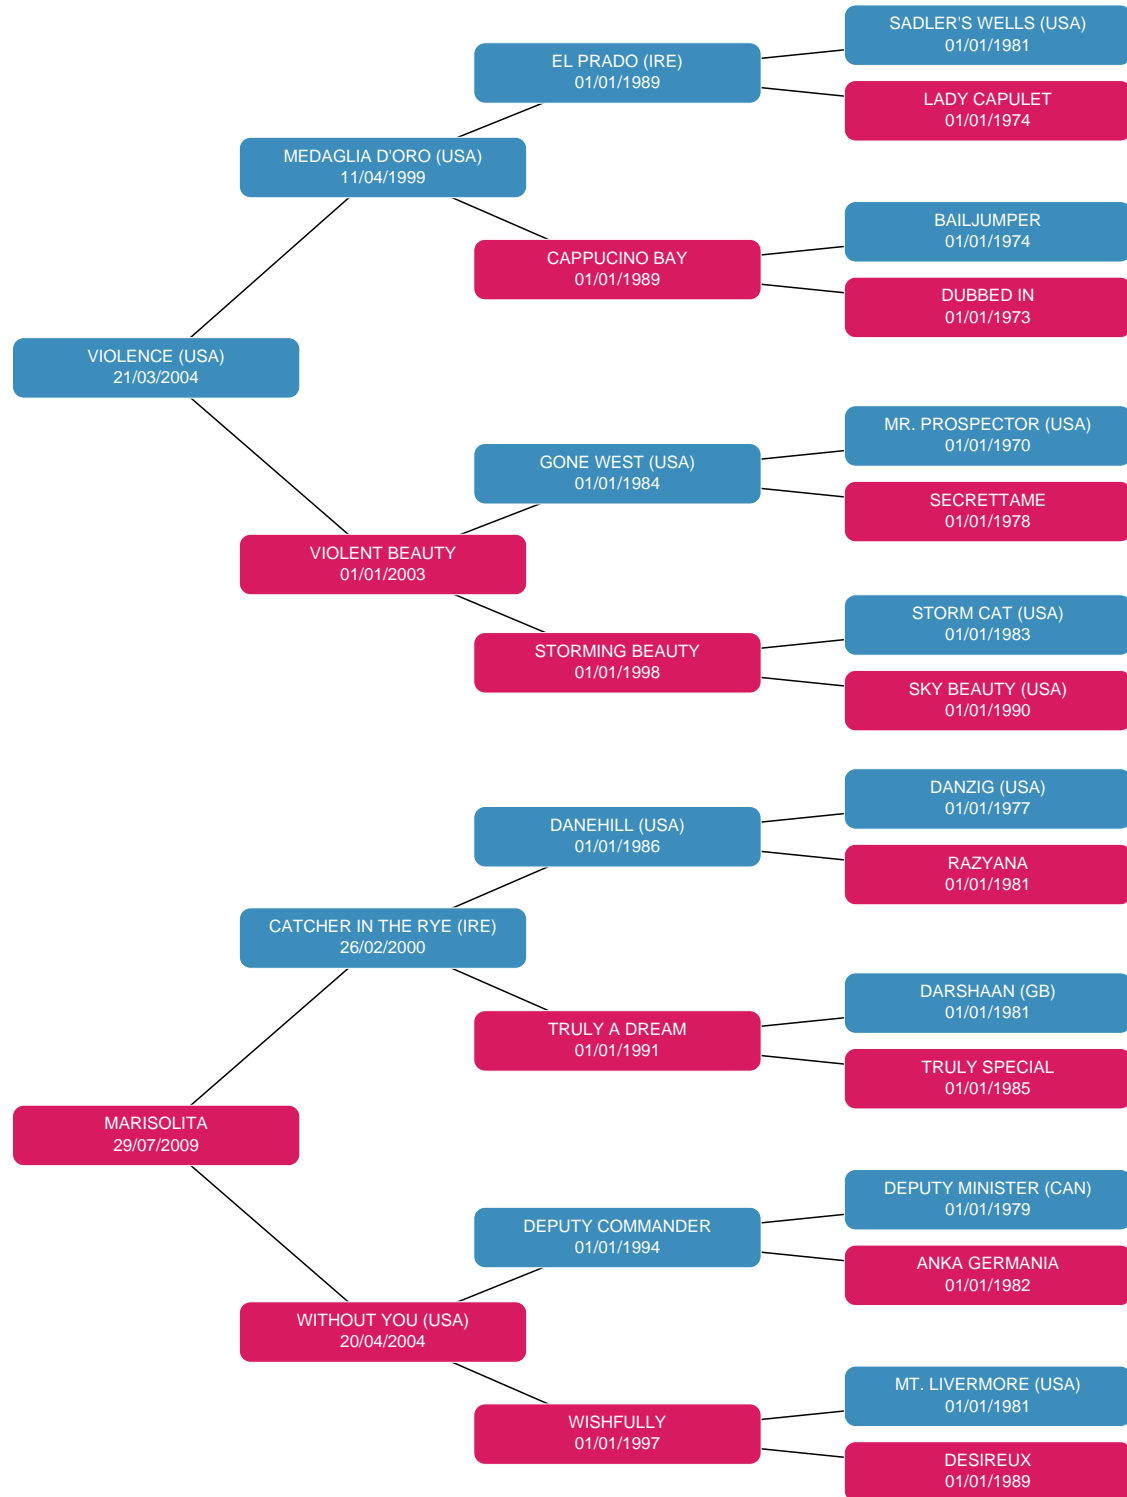 SADLER'S WELLS (USA)
01/01/1981
EL PRADO (IRE)
01/01/1989
LADY CAPULET
01/01/1974
MEDAGLIA D'ORO (USA)
11/04/1999
BAILJUMPER
01/01/1974
CAPPUCINO BAY
01/01/1989
DUBBED IN
01/01/1973
VIOLENCE (USA)
21/03/2004
MR. PROSPECTOR (USA)
01/01/1970
GONE WEST (USA)
01/01/1984
SECRETTAME
01/01/1978
VIOLENT BEAUTY
01/01/2003
STORM CAT (USA)
01/01/1983
STORMING BEAUTY
01/01/1998
SKY BEAUTY (USA)
01/01/1990
DANZIG (USA)
01/01/1977
DANEHILL (USA)
01/01/1986
RAZYANA
01/01/1981
CATCHER IN THE RYE (IRE)
26/02/2000
DARSHAAN (GB)
01/01/1981
TRULY A DREAM
01/01/1991
TRULY SPECIAL
01/01/1985
MARISOLITA
29/07/2009
DEPUTY MINISTER (CAN)
01/01/1979
DEPUTY COMMANDER
01/01/1994
ANKA GERMANIA
01/01/1982
WITHOUT YOU (USA)
20/04/2004
MT. LIVERMORE (USA)
01/01/1981
WISHFULLY
01/01/1997
DESIREUX
01/01/1989